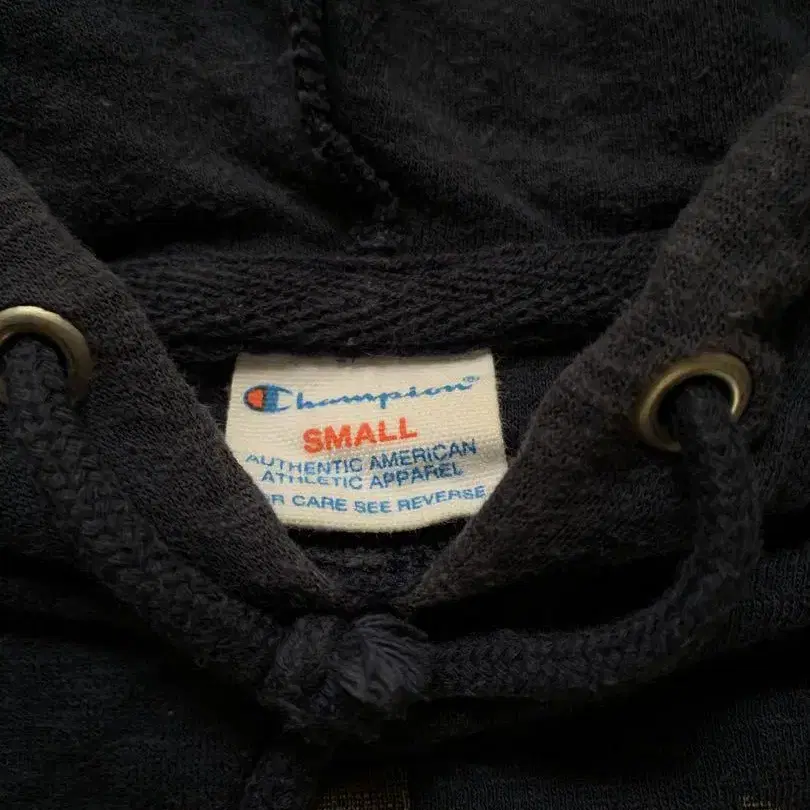 Champion®
SMALL
AUTHENTIC AMERICAN
ATHLETIC APPAREL
CARE SEE REVERSE